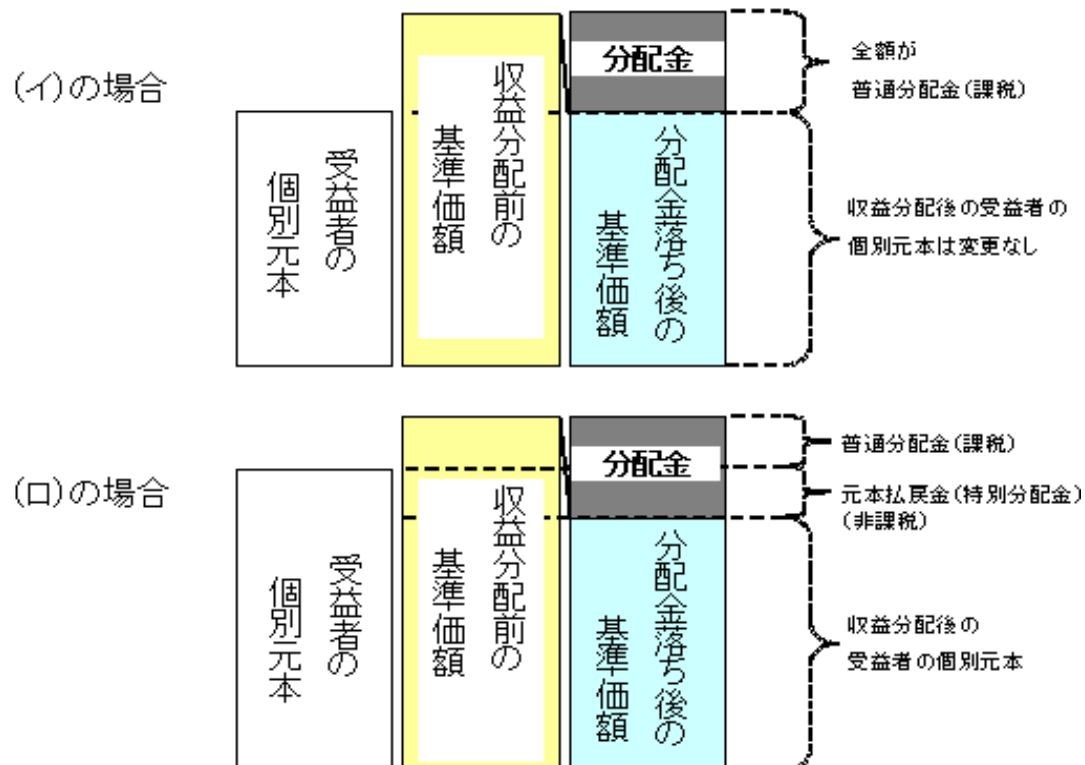 (イ)の場合
受益者の
個別元本
収益分配前の
基準価額
分配金
分配金落ち後の
基準価額
全額が
普通分配金(課税)
収益分配後の受益者の
個別元本は変更なし
(ロ)の場合
受益者の
個別元本
収益分配前の
基準価額
分配金
分配金落ち後の
基準価額
普通分配金(課税)
元本払戻金(特別分配金)
(非課税)
収益分配後の
受益者の個別元本